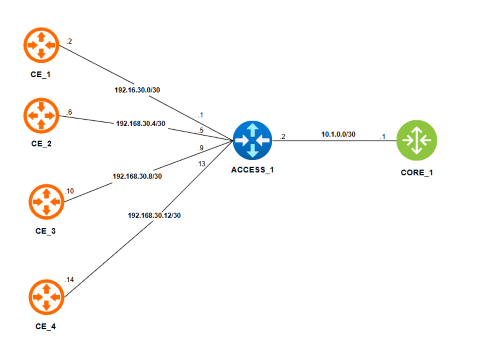 .2
CE_1
192.16.30.0/30
.1
.6
CE_2
192.168.30.4/30
.5
.9
.13
ACCESS_1
.2
10.1.0.0/30
.1
CORE_1
192.168.30.8/30
.10
CE_3
192.168.30.12/30
.14
CE_4